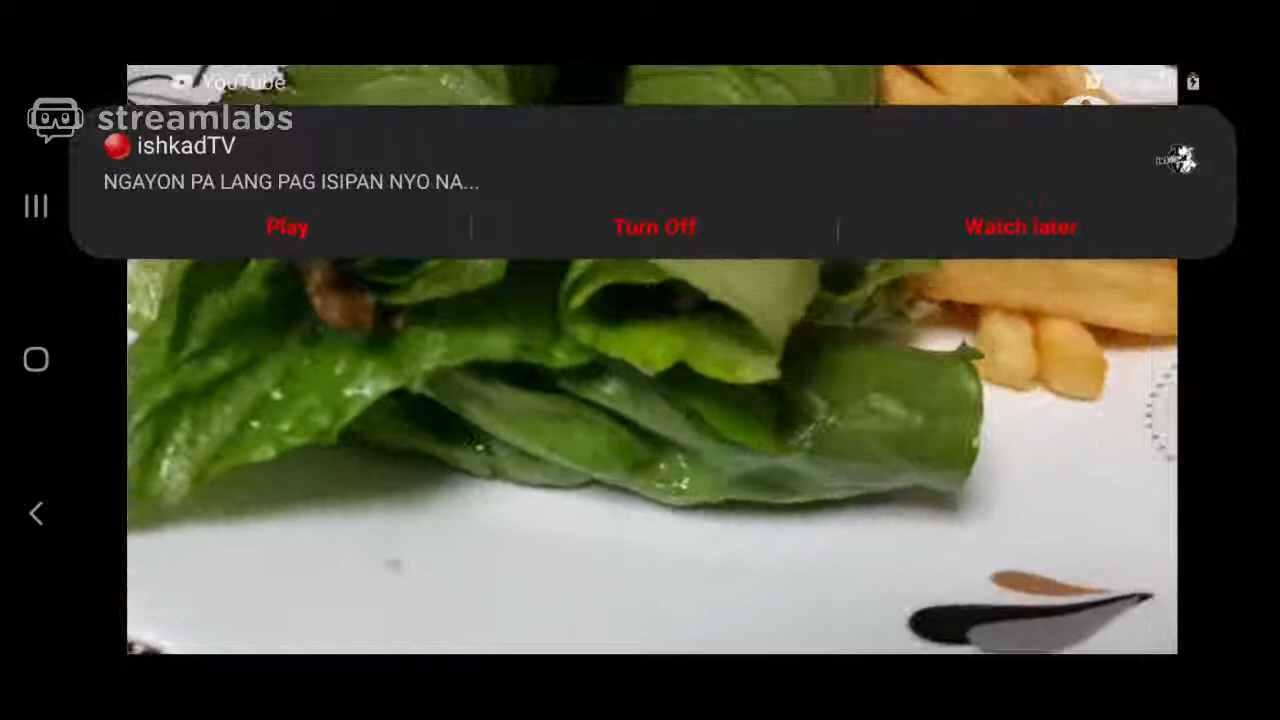 YouTube
streamlabs
ishkadTV
NGAYON PA LANG PAG ISIPAN NYO NA...
Play
Turn Off
Watch later